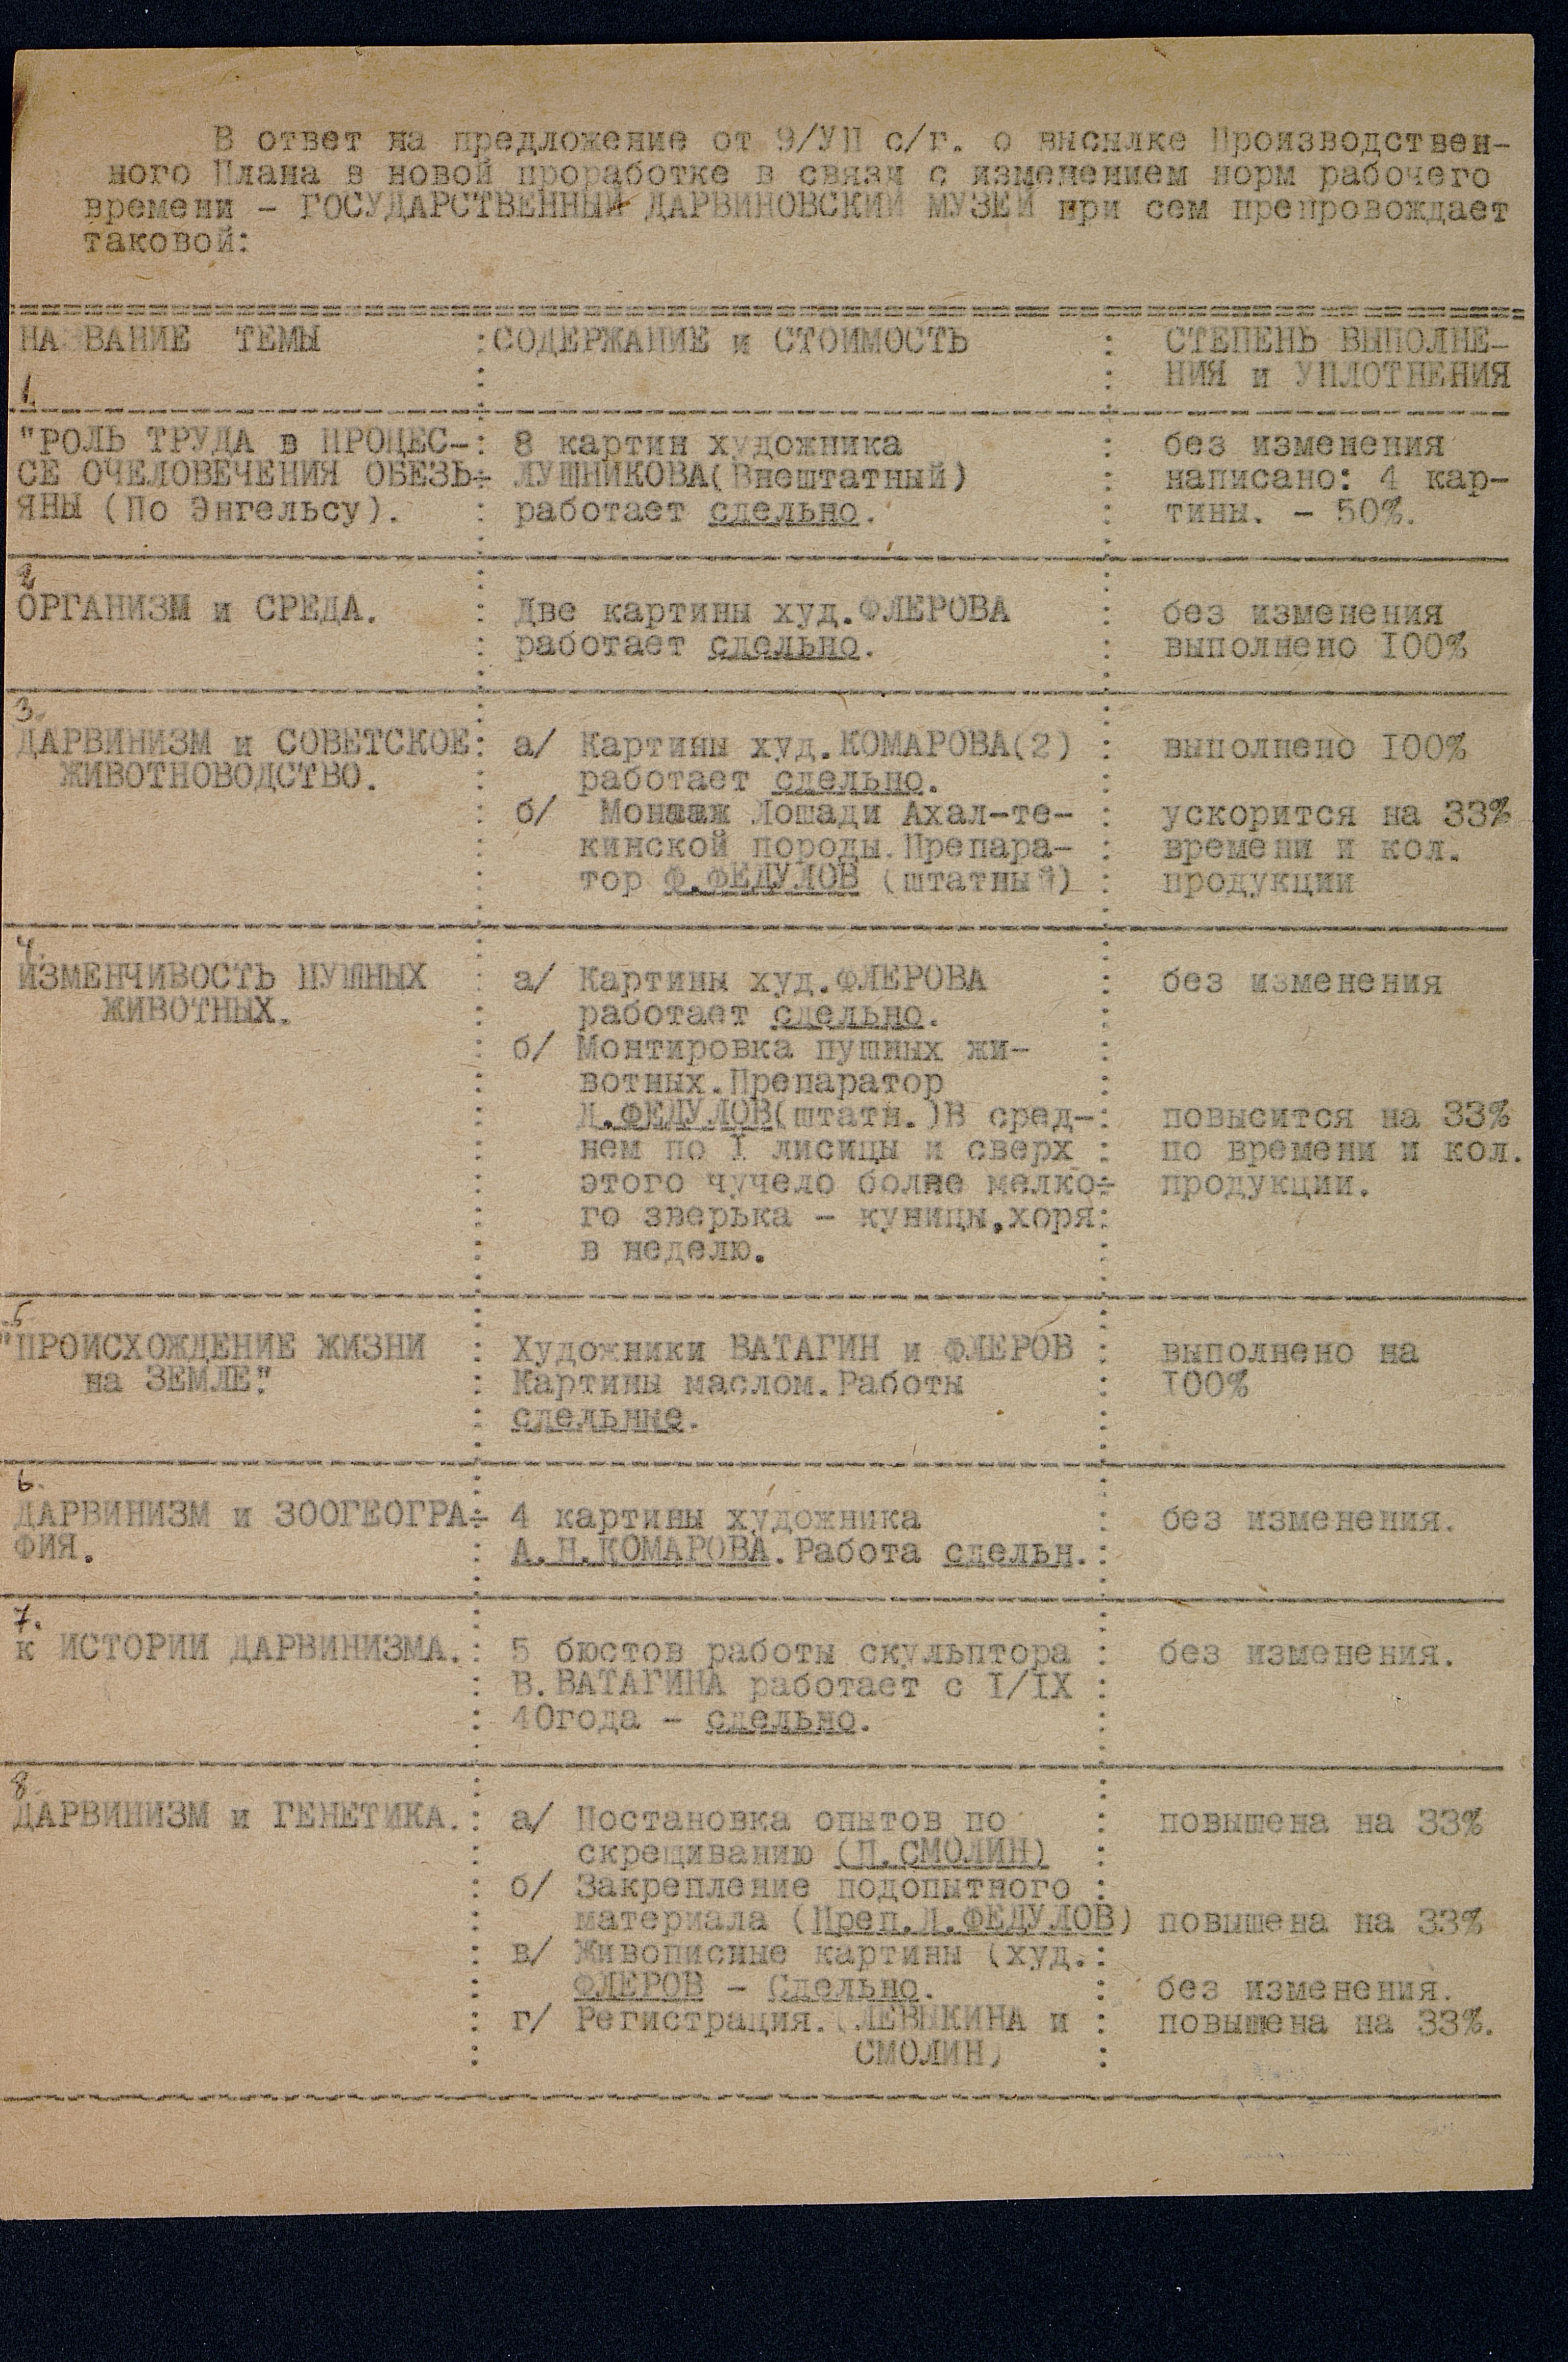 В ответ на предложение от 9/УП с/г. о высылке Производствен-
ного Плана в новой проработке в связи с изменением норм рабочего
времени - ГОСУДАРСТВЕННЫЙ ДАРВИНОВСКИЙ МУЗЕЙ при сем препровождает
таковой:
НАЗВАНИЕ ТЕМЫ : СОДЕРЖАНИЕ и СТОИМОСТЬ : СТЕПЕНЬ ВЫПОЛНЕ-
НИЯ и УПЛОТНЕНИЯ
1.
"РОЛЬ ТРУДА в ПРОЦЕС-
СЕ ОЧЕЛОВЕЧЕНИЯ ОБЕЗЬ-
ЯНЫ (По Энгельсу).
8 картин художника
ЛУШНИКОВА(Внештатный)
работает сдельно.
без изменения
написано: 4 кар-
тины. - 50%.
2
ОРГАНИЗМ и СРЕДА.
Две картины худ.ФЛЕРОВА
работает сдельно.
без изменения
выполнено 100%
3.
ДАРВИНИЗМ и СОВЕТСКОЕ
ЖИВОТНОВОДСТВО.
а/ Картины худ.КОМАРОВА(2)
работает сдельно.
выполнено 100%
б/ Монтаж Лошади Ахал-те-
кинской породы.Препара-
тор Ф.ФЕДУЛОВ (штатный)
ускорится на 33%
времени и кол.
продукции
4.
ИЗМЕНЧИВОСТЬ ПУШНЫХ
ЖИВОТНЫХ.
а/ Картины худ.ФЛЕРОВА
работает сдельно.
без изменения
б/ Монтировка пушных жи-
вотных.Препаратор
Д.ФЕДУЛОВ(штатн.)В сред-
нем по I лисицы и сверх
этого чучело более мелко-
го зверька - куницы,хоря
в неделю.
повысится на 33%
по времени и кол.
продукции.
5.
"ПРОИСХОЖДЕНИЕ ЖИЗНИ
на ЗЕМЛЕ".
Художники ВАТАГИН и ФЛЕРОВ
Картины маслом.Работы
сдельные.
выполнено на
100%
6.
ДАРВИНИЗМ и ЗООГЕОГРА-
ФИЯ.
4 картины художника
А.Н.КОМАРОВА.Работа сдельн.
без изменения.
7.
к ИСТОРИИ ДАРВИНИЗМА.
5 бюстов работы скульптора
В.ВАТАГИНА работает с I/IX
40года - сдельно.
без изменения.
8.
ДАРВИНИЗМ и ГЕНЕТИКА.
а/ Постановка опытов по
скрещиванию (П.СМОЛИН)
повышена на 33%
б/ Закрепление подопытного
материала (Преп.Д.ФЕДУЛОВ)
повышена на 33%
в/ Живописные картины (худ.
ФЛЕРОВ - Сдельно.
без изменения.
г/ Регистрация.(ЛЕВЫКИНА и
СМОЛИН)
повышена на 33%.